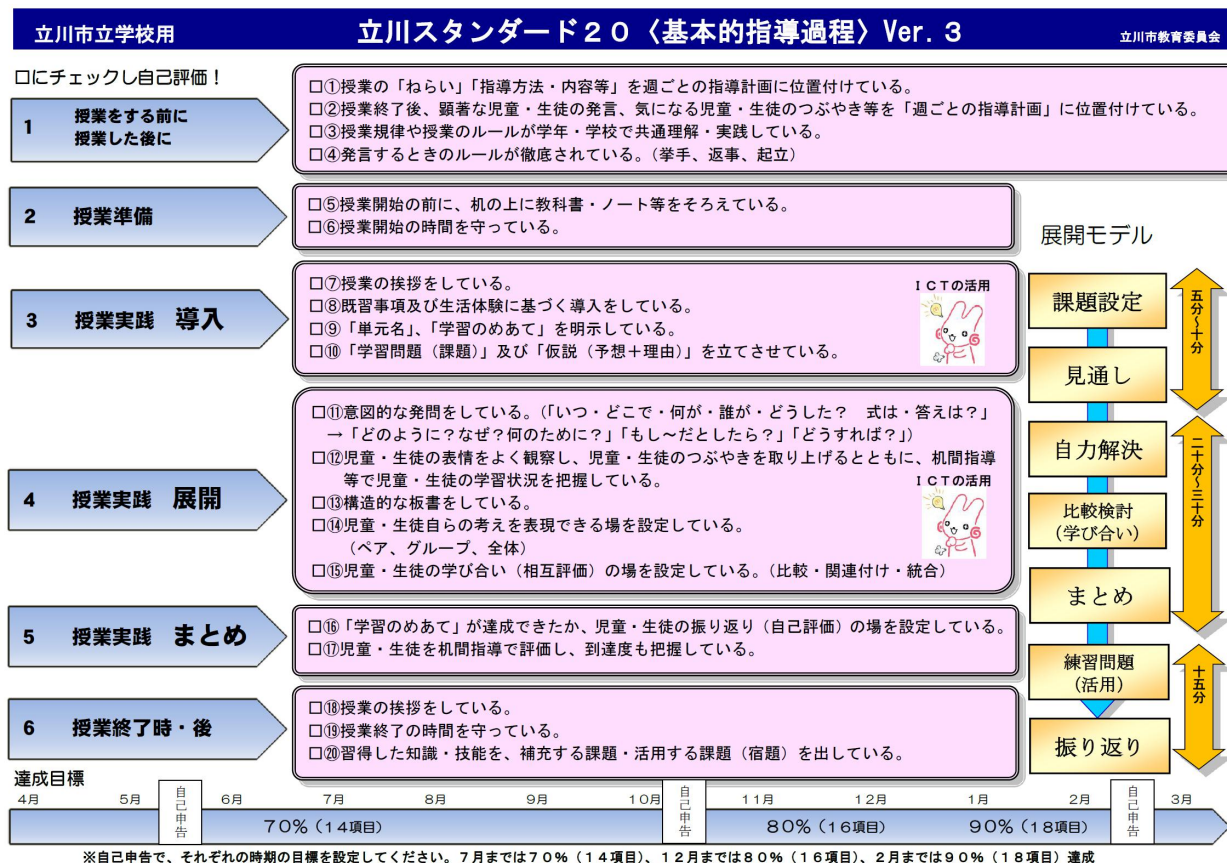 立川市立学校用
立川スタンダード２０〈基本的指導過程〉Ver.３
立川市教育委員会
□にチェックし自己評価！
1 授業をする前に
授業した後に
□①授業の「ねらい」「指導方法・内容等」を週ごとの指導計画に位置付けている。
□②授業終了後、顕著な児童・生徒の発言、気になる児童・生徒のつぶやき等を「週ごとの指導計画」に位置付けている。
□③授業規律や授業のルールが学年・学校で共通理解・実践している。
□④発言するときのルールが徹底されている。（挙手、返事、起立）
2 授業準備
□⑤授業開始の前に、机の上に教科書・ノート等をそろえている。
□⑥授業開始の時間を守っている。
3 授業実践 導入
□⑦授業の挨拶をしている。
□⑧既習事項及び生活体験に基づく導入をしている。
□⑨「単元名」、「学習のめあて」を明示している。
□⑩「学習問題（課題）」及び「仮説（予想＋理由）」を立てさせている。
ＩＣＴの活用
4 授業実践 展開
□⑪意図的な発問をしている。（「いつ・どこで・何が・誰が・どうした？　式は・答えは？」
→「どのように？なぜ？何のために？」「もし～だとしたら？」「どうすれば？」）
□⑫児童・生徒の表情をよく観察し、児童・生徒のつぶやきを取り上げるとともに、机間指導
等で児童・生徒の学習状況を把握している。
ＩＣＴの活用
□⑬構造的な板書をしている。
□⑭児童・生徒自らの考えを表現できる場を設定している。
（ペア、グループ、全体）
□⑮児童・生徒の学び合い（相互評価）の場を設定している。（比較・関連付け・統合）
5 授業実践 まとめ
□⑯「学習のめあて」が達成できたか、児童・生徒の振り返り（自己評価）の場を設定している。
□⑰児童・生徒を机間指導で評価し、到達度も把握している。
6 授業終了時・後
□⑱授業の挨拶をしている。
□⑲授業終了の時間を守っている。
□⑳習得した知識・技能を、補充する課題・活用する課題（宿題）を出している。
展開モデル
課題設定
見通し
五分～十分
自力解決
比較検討
(学び合い)
まとめ
二十分～三十分
練習問題
(活用)
振り返り
十五分
達成目標
4月 5月 自己申告 6月 7月 8月 9月 10月 自己申告 11月 12月 1月 2月 自己申告 3月
70%（14項目） 80%（16項目） 90%（18項目）
※自己申告で、それぞれの時期の目標を設定してください。７月までは７０％（１４項目）、１２月までは８０％（１６項目）、２月までは９０％（１８項目）達成